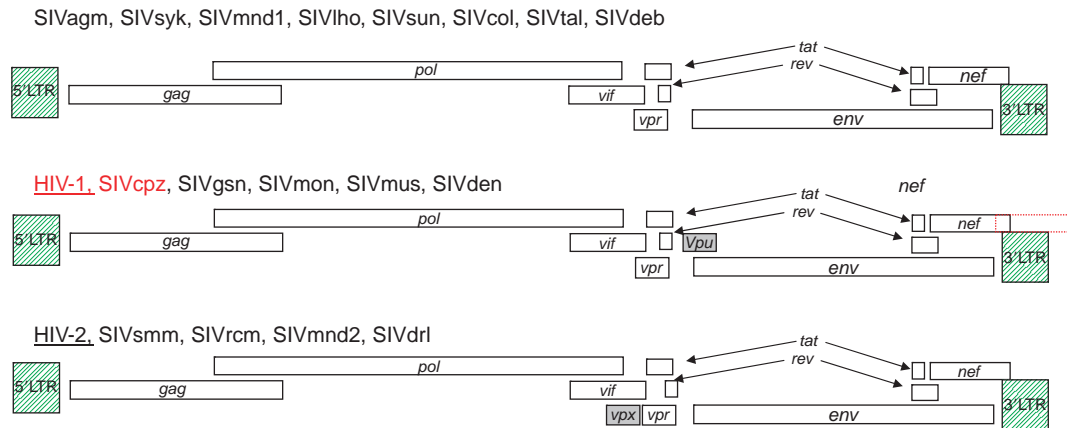 SIVagm, SIVsyk, SIVmnd1, SIVlho, SIVsun, SIVcol, SIVtal, SIVdeb
tat
rev
pol
nef
5'LTR
gag
vif
3'LTR
vpr
env
HIV-1, SIVcpz, SIVgsn, SIVmon, SIVmus, SIVden
nef
tat
rev
pol
nef
5'LTR
gag
vif
Vpu
3'LTR
vpr
env
HIV-2, SIVsmm, SIVrcm, SIVmnd2, SIVdrl
tat
rev
pol
nef
5'LTR
gag
vif
3'LTR
vpx
vpr
env